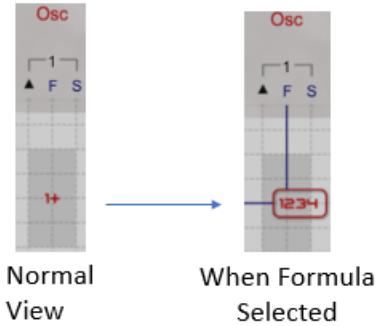 Osc
1
▲ F S
1+
Normal
View
Osc
1
▲ F S
1234
When Formula
Selected